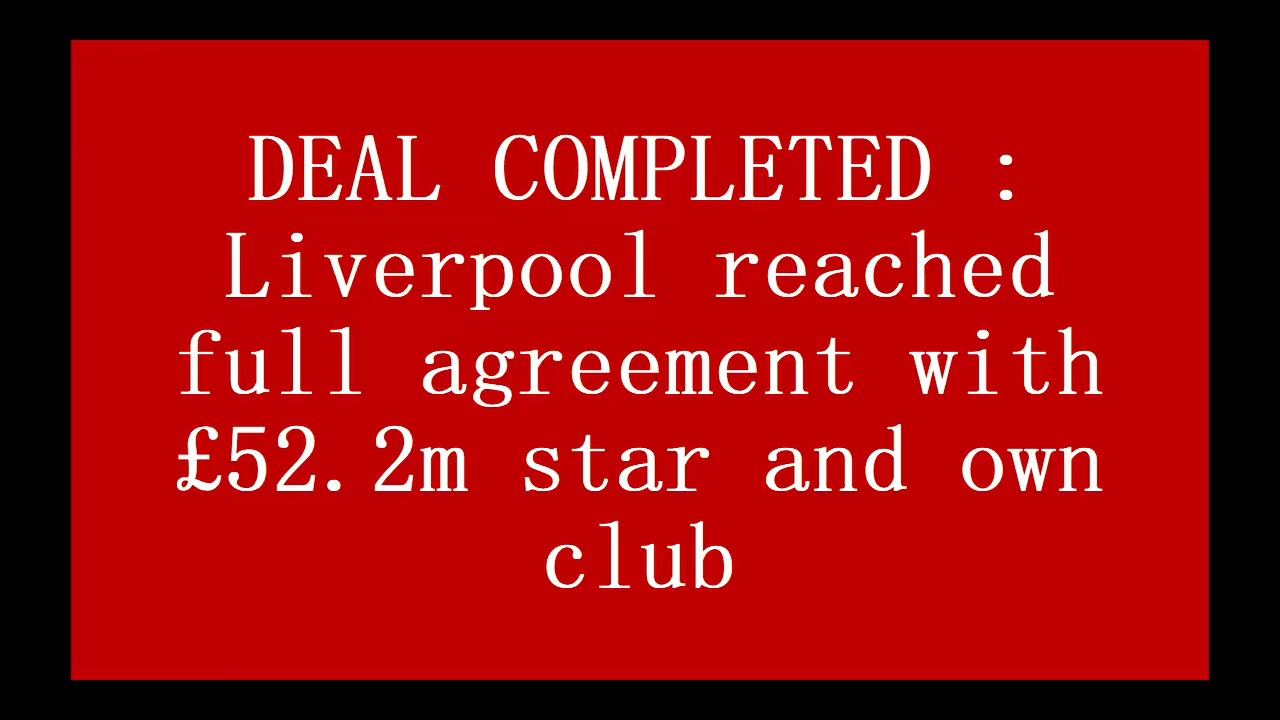 DEAL COMPLETED :
Liverpool reached
full agreement with
£52.2m star and own
club